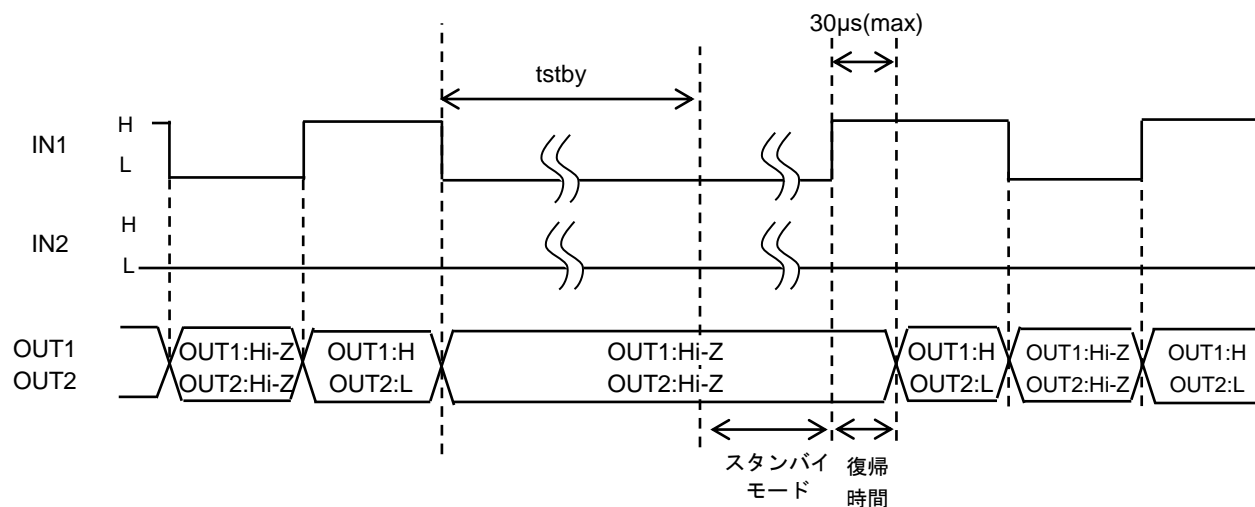 30μs(max)
tstby
IN1
H
L
IN2
H
L
OUT1
OUT2
OUT1:Hi-Z
OUT2:Hi-Z
OUT1:H
OUT2:L
OUT1:Hi-Z
OUT2:Hi-Z
OUT1:H
OUT2:L
OUT1:Hi-Z
OUT2:Hi-Z
OUT1:H
OUT2:L
スタンバイ
モード
復帰
時間